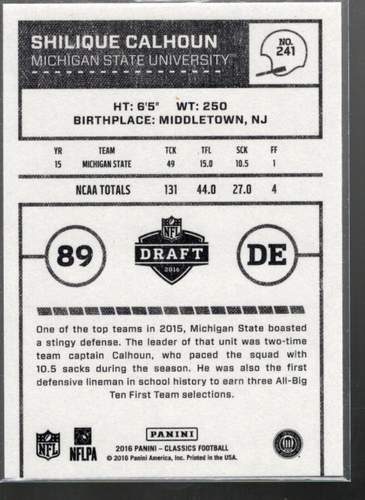 SHILIQUE CALHOUN
MICHIGAN STATE UNIVERSITY™
NO.
241
HT: 6'5" WT: 250
BIRTHPLACE: MIDDLETOWN, NJ
YR TEAM TCK TFL SCK FF
15 MICHIGAN STATE 49 15.0 10.5 1
NCAA TOTALS 131 44.0 27.0 4
89
NFL
DRAFT
2016
DE
One of the top teams in 2015, Michigan State boasted
a stingy defense. The leader of that unit was two-time
team captain Calhoun, who paced the squad with
10.5 sacks during the season. He was also the first
defensive lineman in school history to earn three All-Big
Ten First Team selections.
NFL
NFLPA
PANINI
2016 PANINI - CLASSICS FOOTBALL
© 2016 Panini America, Inc. Printed in the USA.